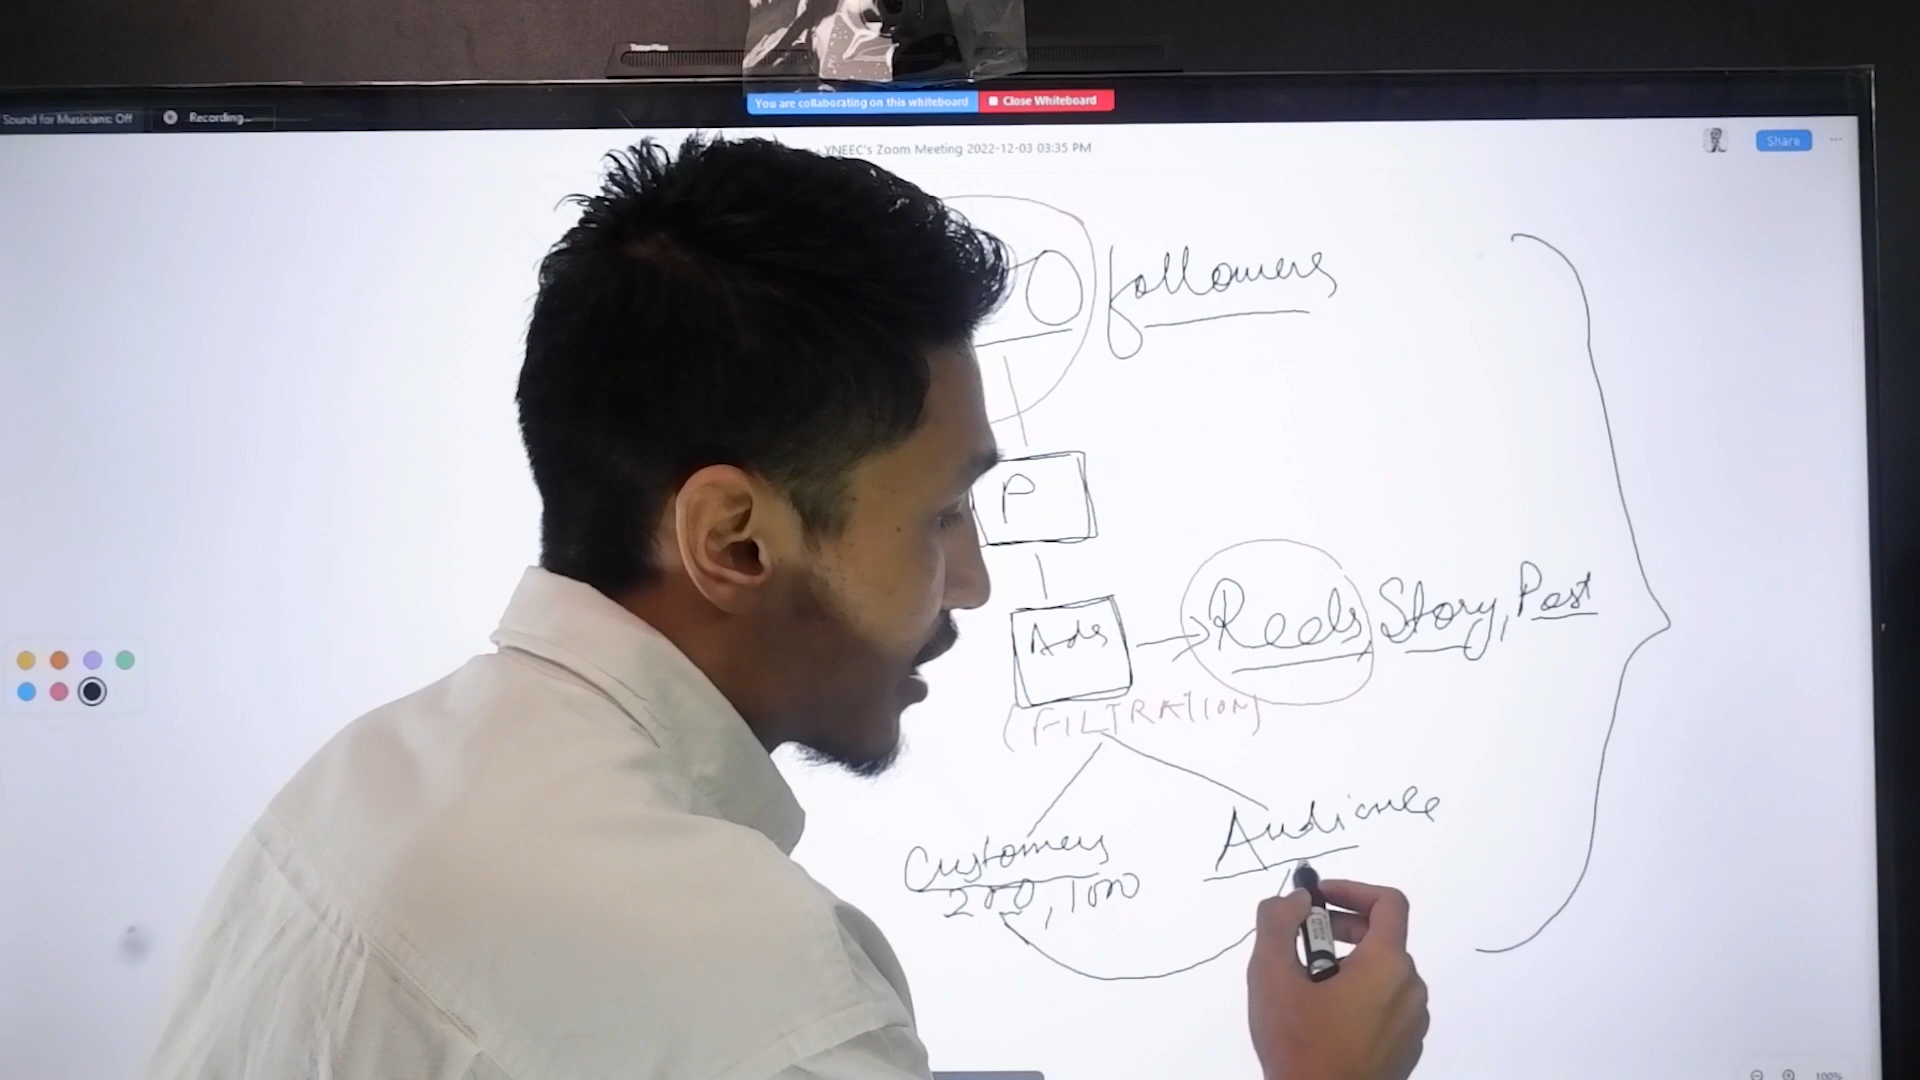 You are collaborating on this whiteboard Close Whiteboard
Sound for Musicians: Off Recording...
YNEEC's Zoom Meeting 2022-12-03 03:35 PM
Share
followers
P
Ads Reels, Story, Post
(FILTRATION)
Customers Audience
200, 1000
100%